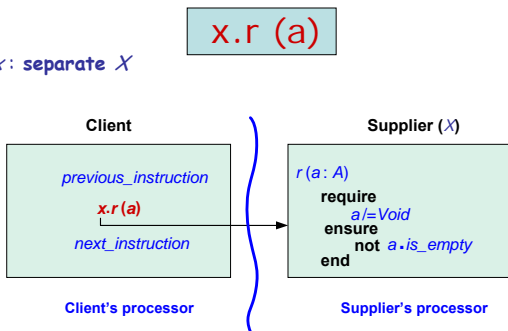 x.r (a)
: separate X
Client
Supplier (X)
previous_instruction
x.r (a)
next_instruction
r (a : A)
require
a /= Void
ensure
not a.is_empty
end
Client's processor
Supplier's processor